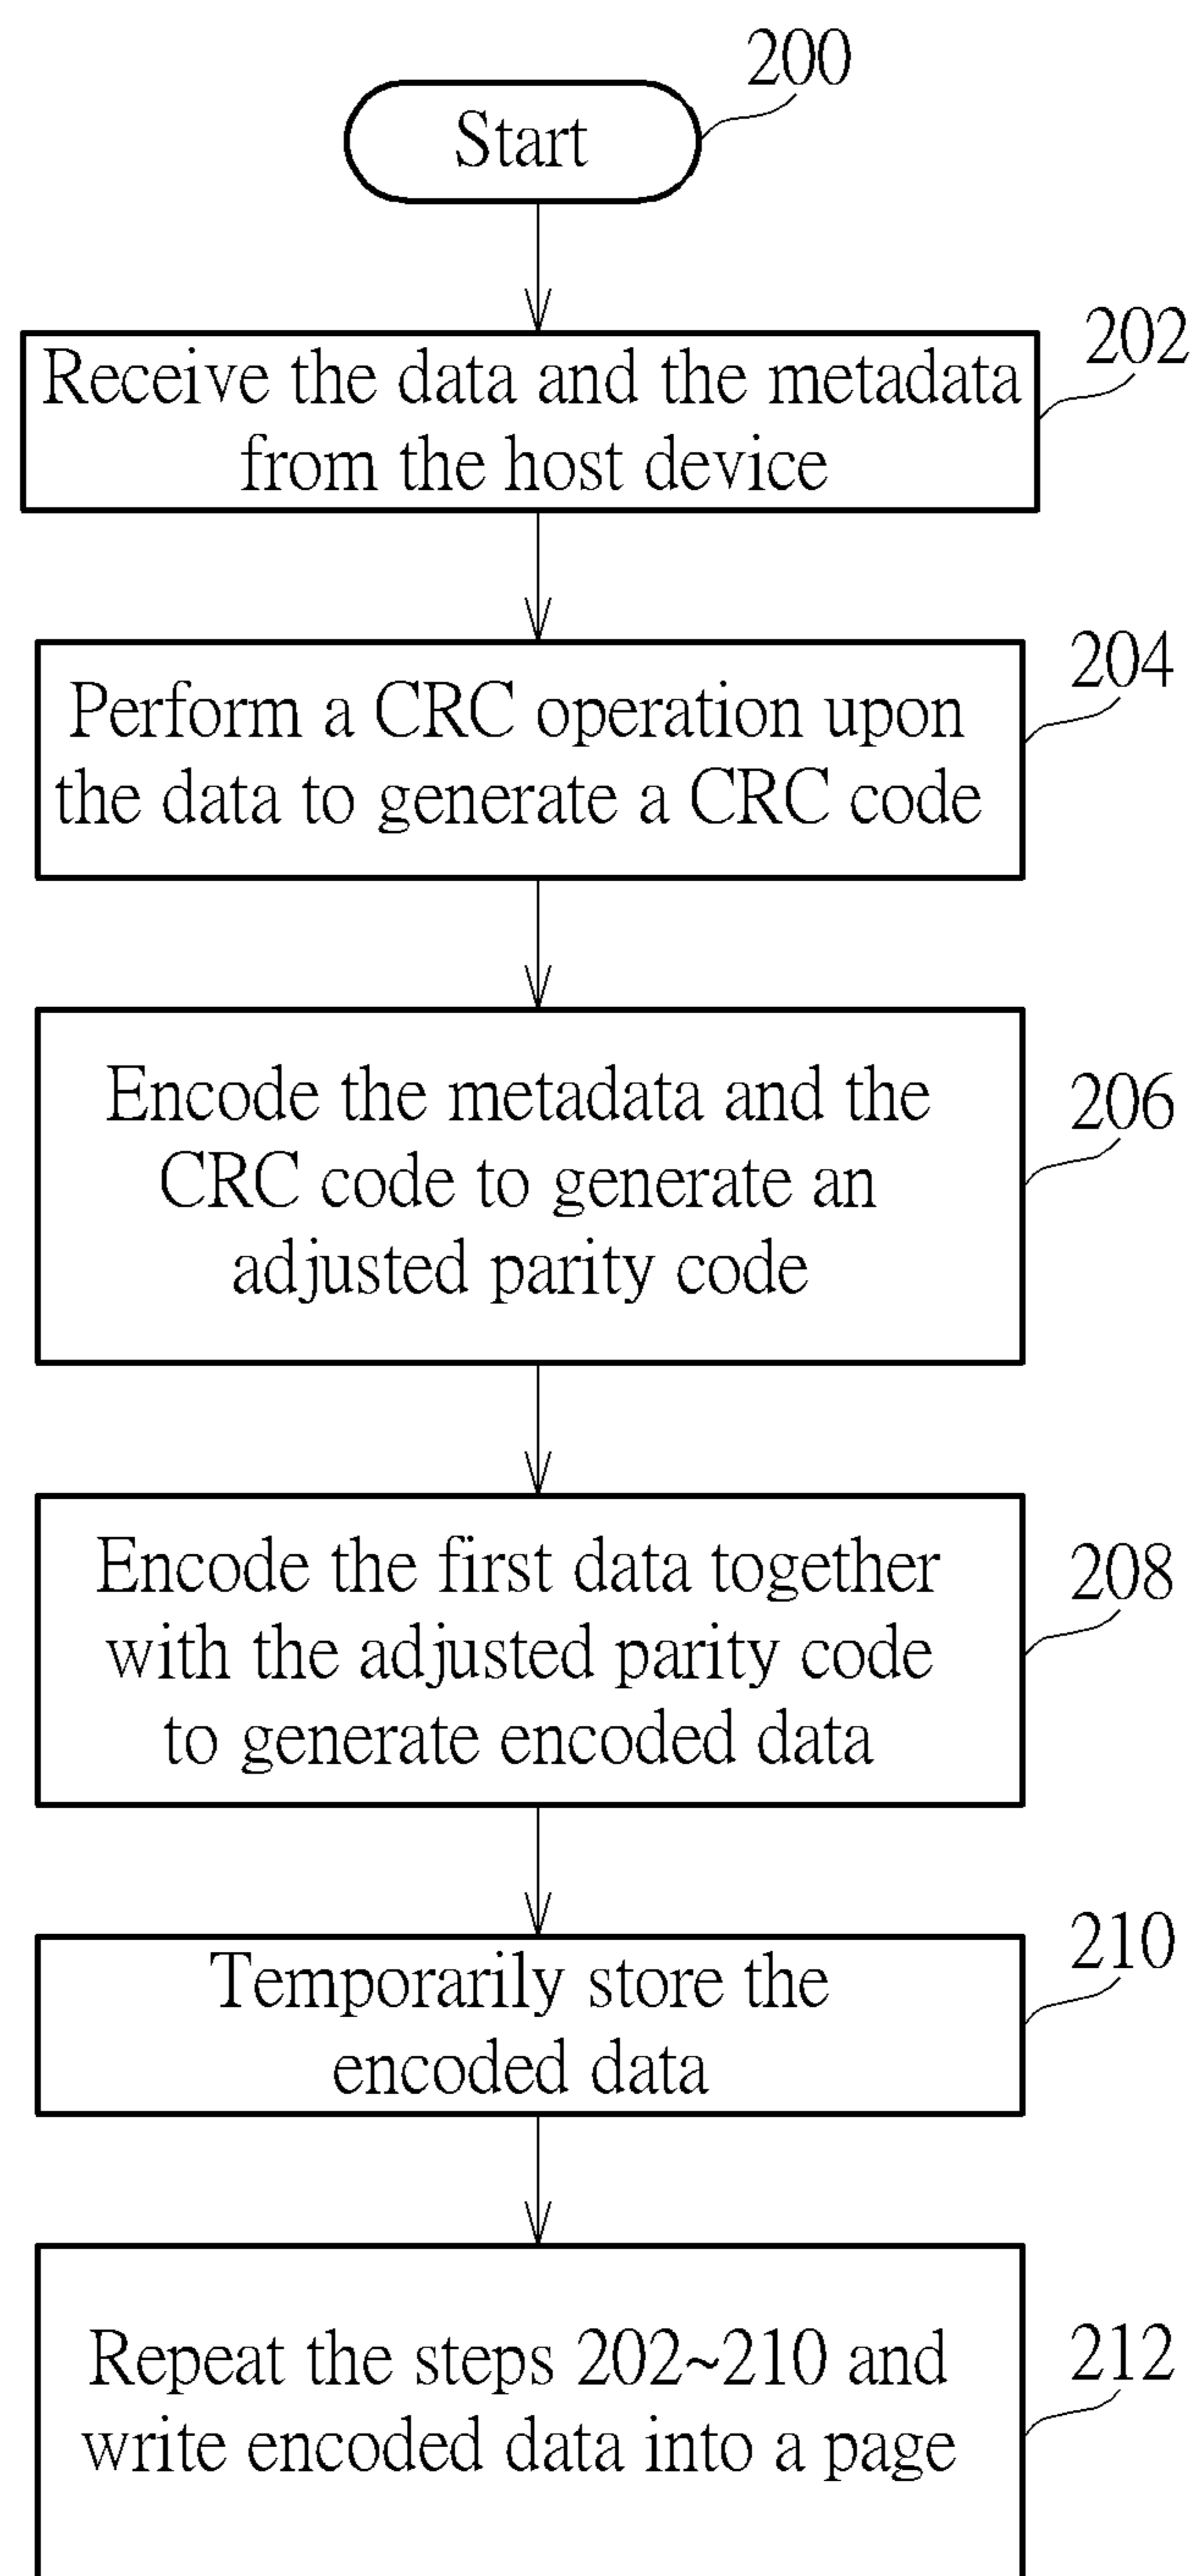 200
Start
202
Receive the data and the metadata
from the host device
204
Perform a CRC operation upon
the data to generate a CRC code
206
Encode the metadata and the
CRC code to generate an
adjusted parity code
208
Encode the first data together
with the adjusted parity code
to generate encoded data
210
Temporarily store the
encoded data
212
Repeat the steps 202~210 and
write encoded data into a page